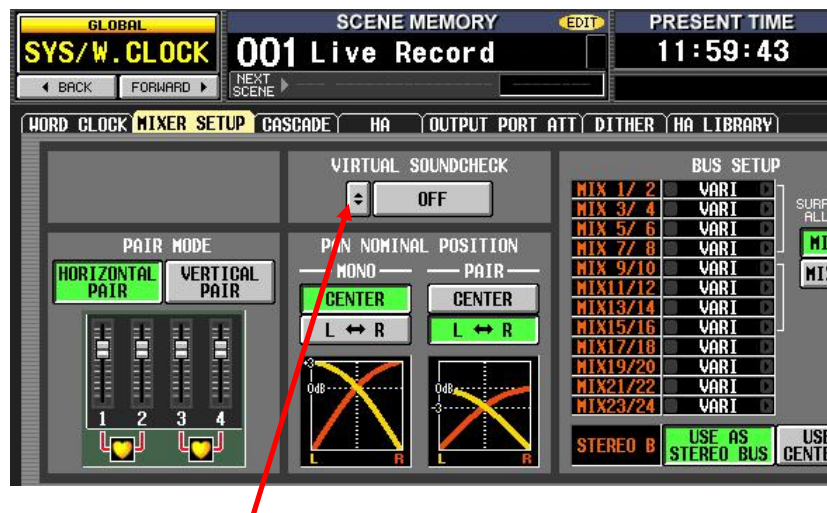 GLOBAL
SYS/W.CLOCK
BACK FORWARD
SCENE MEMORY EDIT
001 Live Record
NEXT SCENE
PRESENT TIME
11:59:43
WORD CLOCK MIXER SETUP CASCADE HA OUTPUT PORT ATT DITHER HA LIBRARY
VIRTUAL SOUNDCHECK
OFF
PAIR MODE
HORIZONTAL PAIR VERTICAL PAIR
1 2 3 4
PAN NOMINAL POSITION
MONO PAIR
CENTER CENTER
L ↔ R L ↔ R
+3
0dB 0dB
-3
L R L R
BUS SETUP
MIX 1/ 2 VARI
MIX 3/ 4 VARI
MIX 5/ 6 VARI
MIX 7/ 8 VARI
MIX 9/10 VARI
MIX11/12 VARI
MIX13/14 VARI
MIX15/16 VARI
MIX17/18 VARI
MIX19/20 VARI
MIX21/22 VARI
MIX23/24 VARI
STEREO B USE AS STEREO BUS